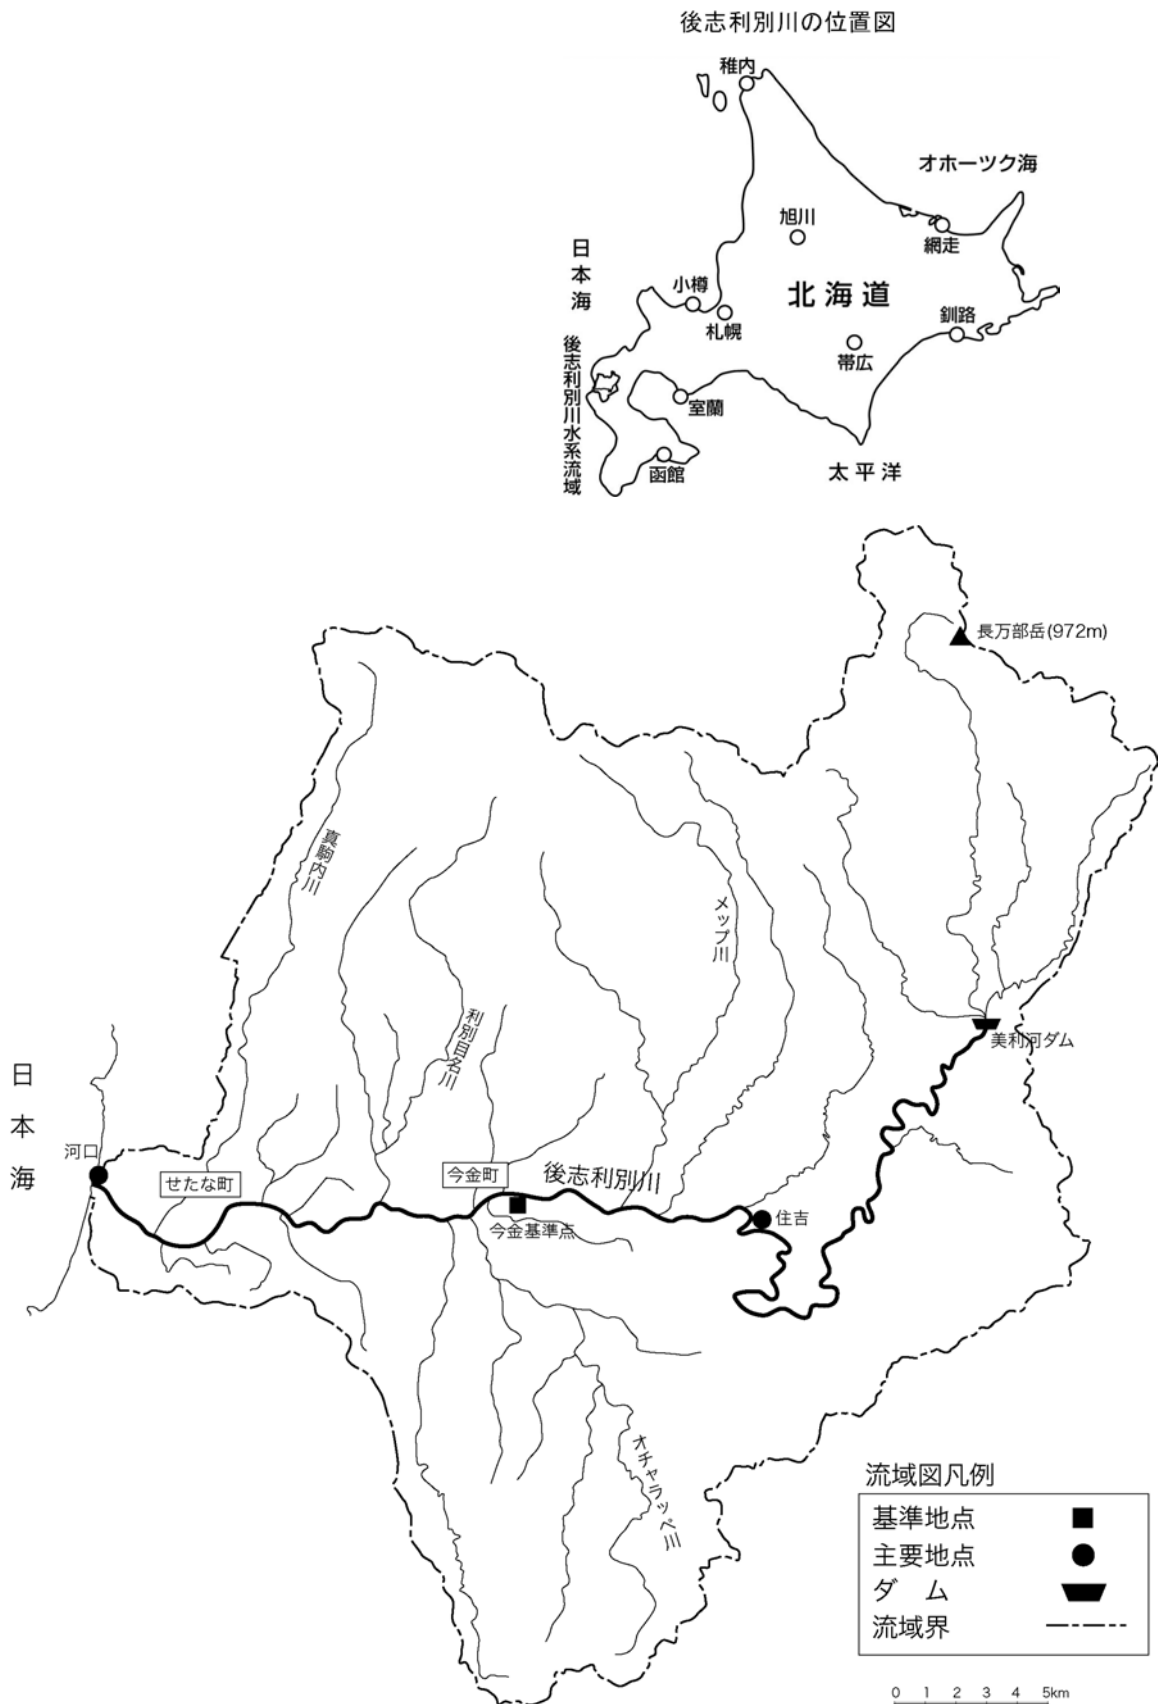 後志利別川の位置図
稚内
オホーツク海
旭川
網走
日本海
小樽
北海道
札幌
釧路
帯広
後志利別川水系流域
室蘭
函館
太平洋
長万部岳(972m)
真駒内川
メップ川
利別目名川
美利河ダム
日本海
河口
せたな町
今金町
後志利別川
今金基準点
住吉
オチャラッペ川
流域図凡例
基準地点
主要地点
ダム
流域界
0 1 2 3 4 5km